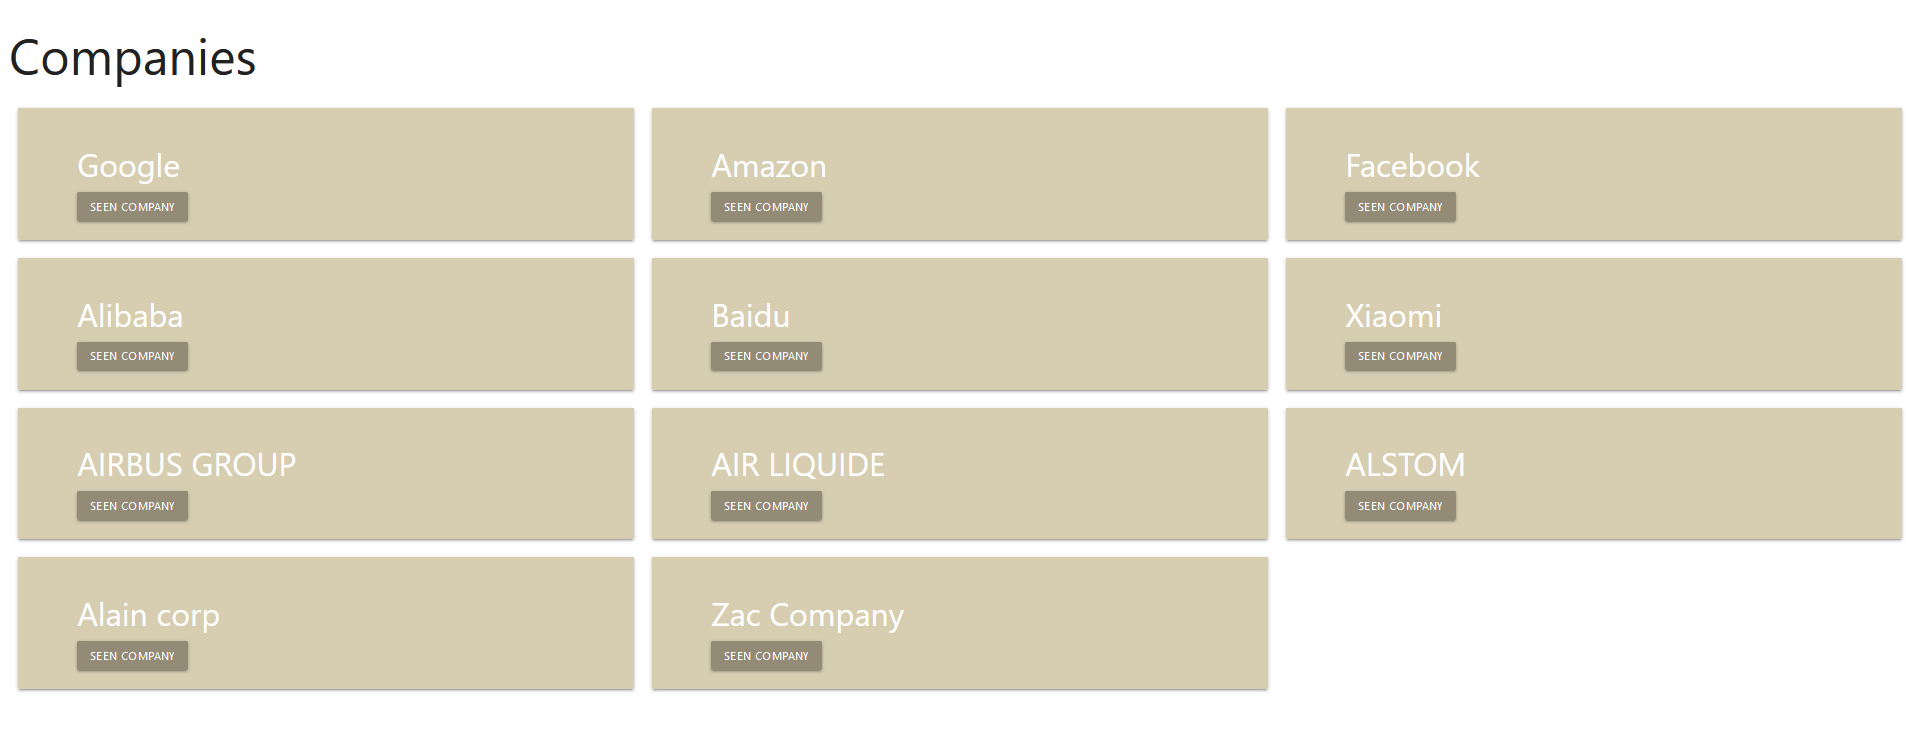 Companies
Google
SEEN COMPANY
Amazon
SEEN COMPANY
Facebook
SEEN COMPANY
Alibaba
SEEN COMPANY
Baidu
SEEN COMPANY
Xiaomi
SEEN COMPANY
AIRBUS GROUP
SEEN COMPANY
AIR LIQUIDE
SEEN COMPANY
ALSTOM
SEEN COMPANY
Alain corp
SEEN COMPANY
Zac Company
SEEN COMPANY